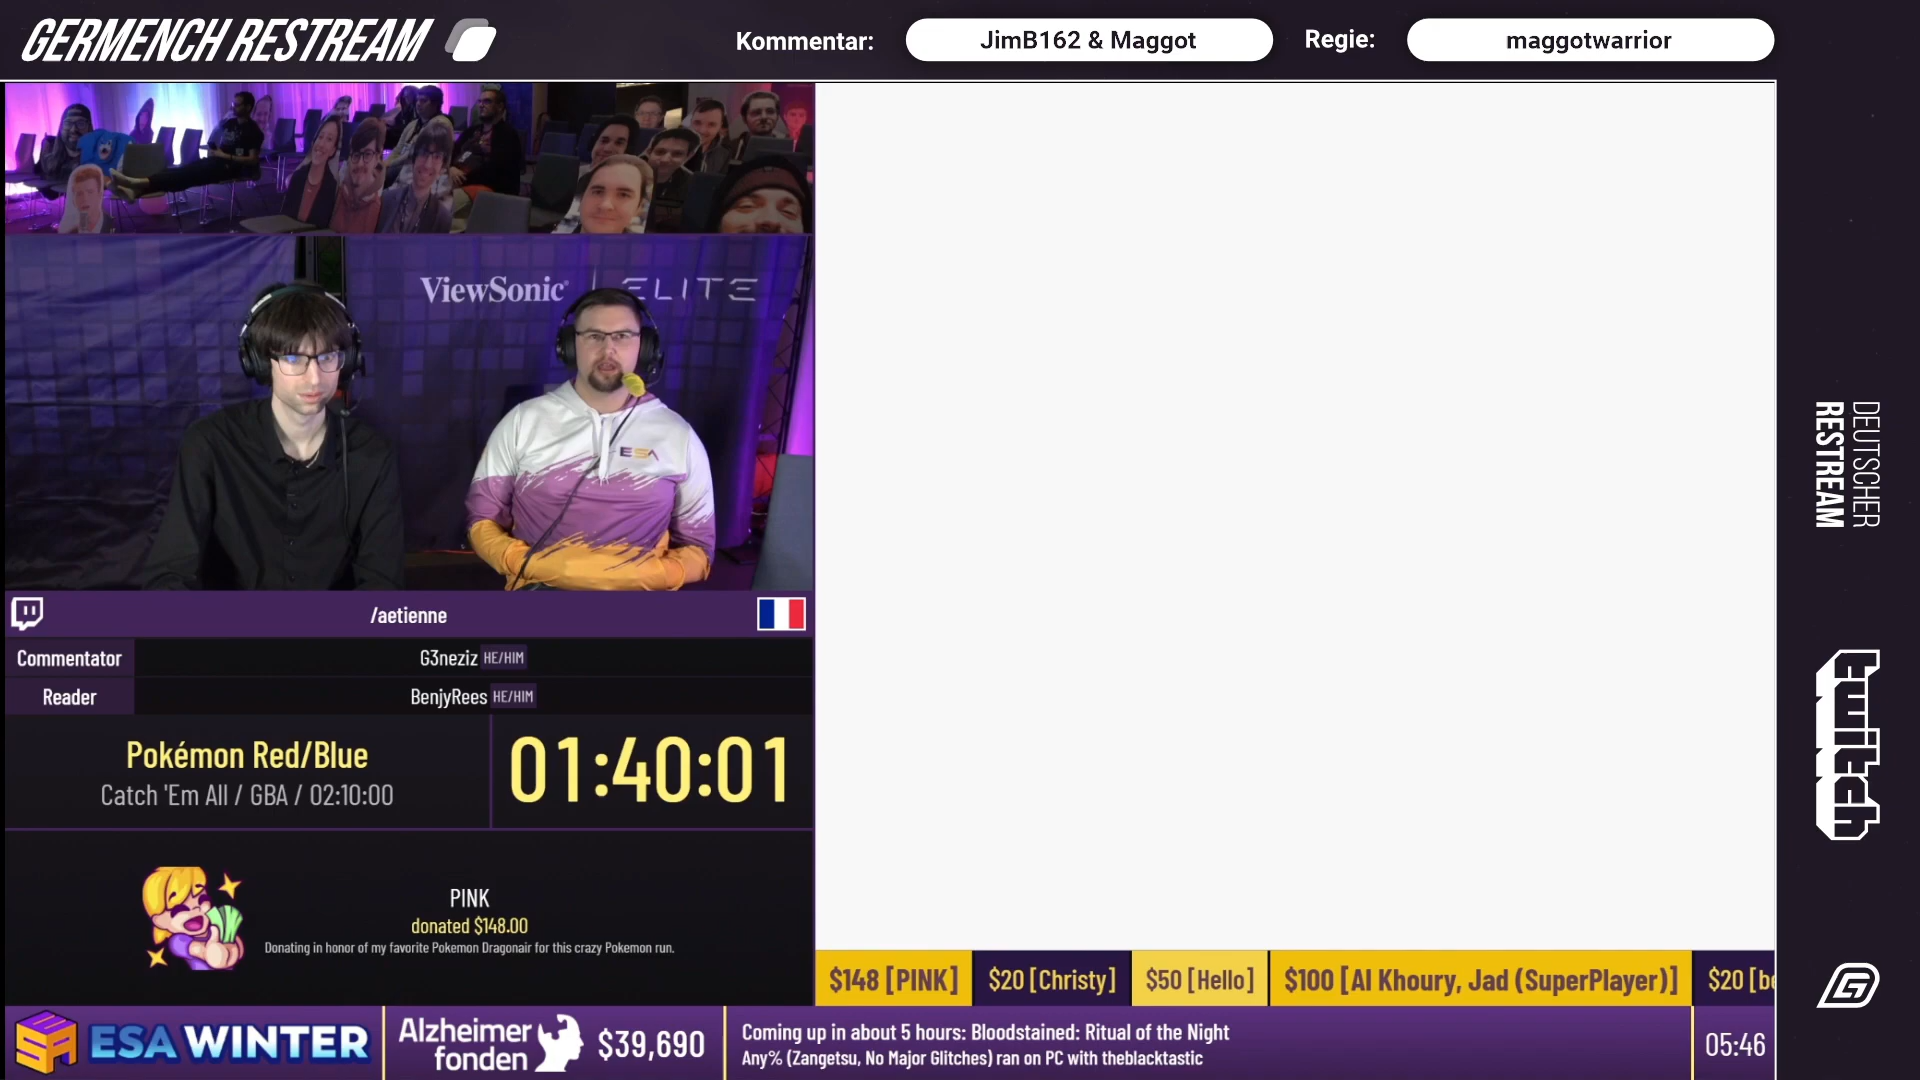 GERMENCH RESTREAM
Kommentar:
JimB162 & Maggot
Regie:
maggotwarrior
ViewSonic
ELITE
ESA
/aetienne
Commentator
G3neziz HE/HIM
Reader
BenjyRees HE/HIM
Pokémon Red/Blue
Catch 'Em All / GBA / 02:10:00
01:40:01
PINK
donated $148.00
Donating in honor of my favorite Pokemon Dragonair for this crazy Pokemon run.
$148 [PINK]
$20 [Christy]
$50 [Hello]
$100 [Al Khoury, Jad (SuperPlayer)]
$20 [be
ESA WINTER
Alzheimer
fonden
$39,690
Coming up in about 5 hours: Bloodstained: Ritual of the Night
Any% (Zangetsu, No Major Glitches) ran on PC with theblacktastic
05:46
DEUTSCHER
RESTREAM
twitch